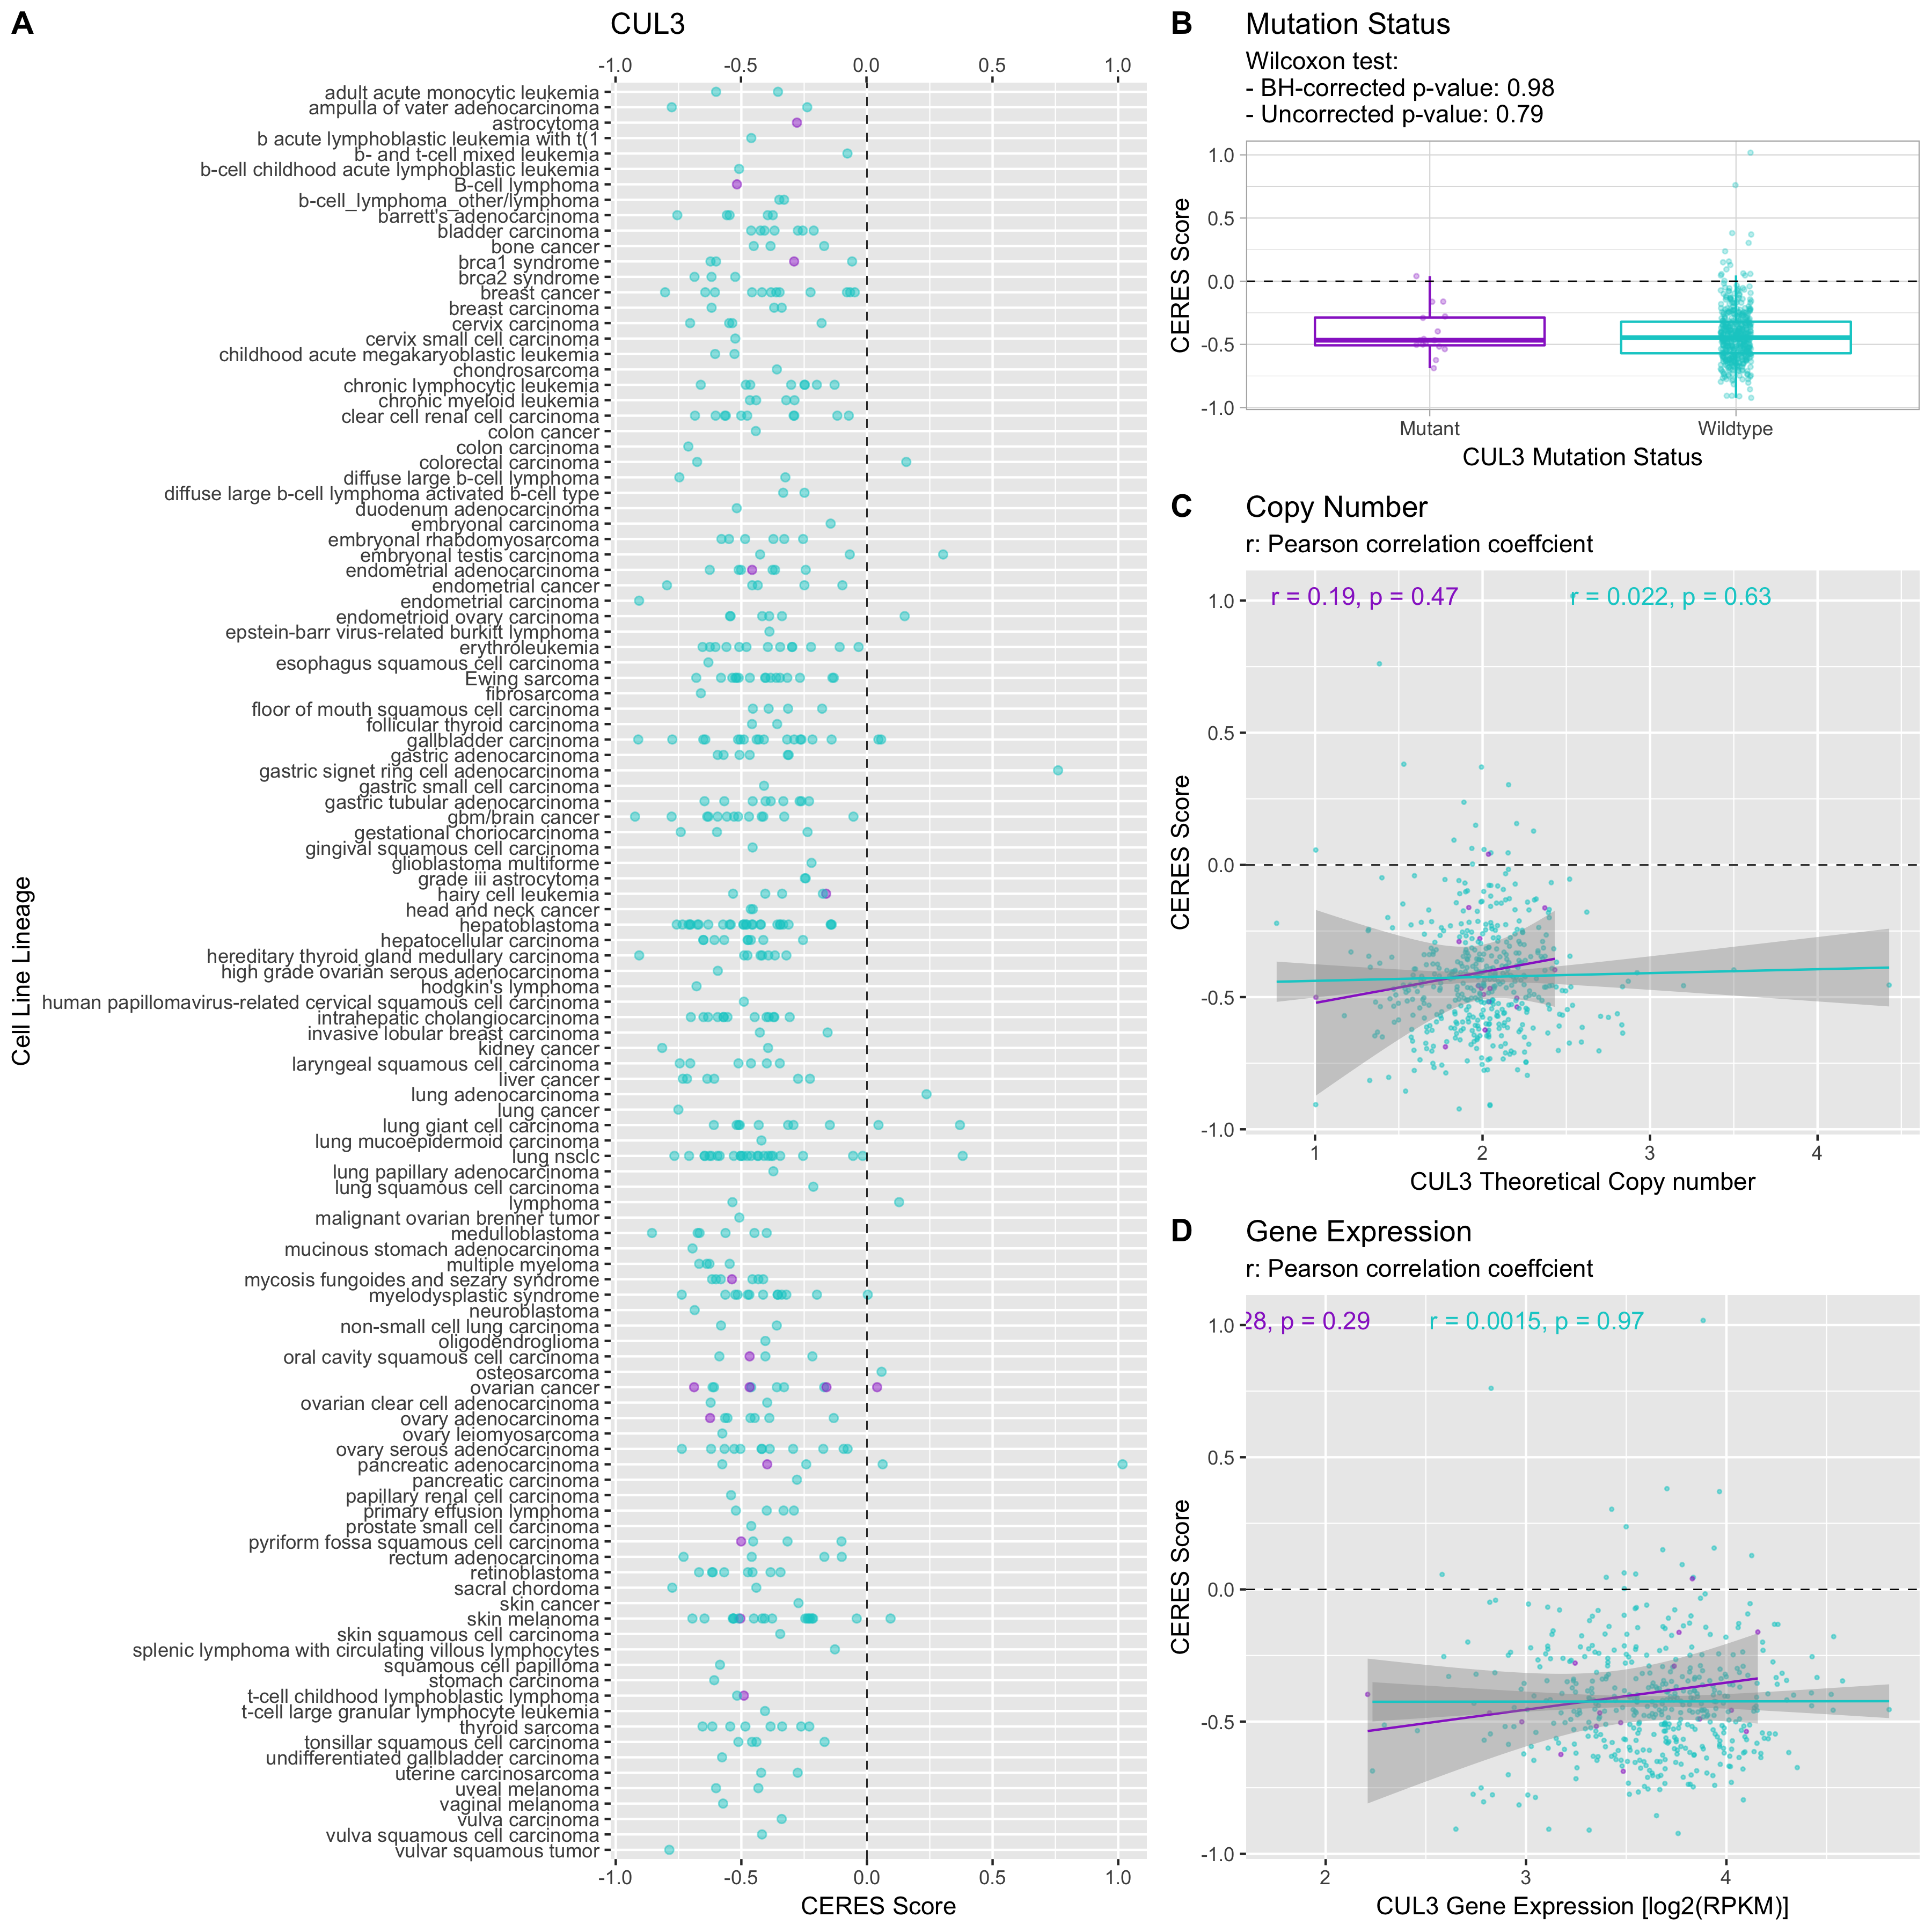 A
CUL3
-1.0 -0.5 0.0 0.5 1.0
adult acute monocytic leukemia
ampulla of vater adenocarcinoma
astrocytoma
b acute lymphoblastic leukemia with t(1
b- and t-cell mixed leukemia
b-cell childhood acute lymphoblastic leukemia
B-cell lymphoma
b-cell_lymphoma_other/lymphoma
barrett's adenocarcinoma
bladder carcinoma
bone cancer
brca1 syndrome
brca2 syndrome
breast cancer
breast carcinoma
cervix carcinoma
cervix small cell carcinoma
childhood acute megakaryoblastic leukemia
chondrosarcoma
chronic lymphocytic leukemia
chronic myeloid leukemia
clear cell renal cell carcinoma
colon cancer
colon carcinoma
colorectal carcinoma
diffuse large b-cell lymphoma
diffuse large b-cell lymphoma activated b-cell type
duodenum adenocarcinoma
embryonal carcinoma
embryonal rhabdomyosarcoma
embryonal testis carcinoma
endometrial adenocarcinoma
endometrial cancer
endometrial carcinoma
endometrioid ovary carcinoma
epstein-barr virus-related burkitt lymphoma
erythroleukemia
esophagus squamous cell carcinoma
Ewing sarcoma
fibrosarcoma
floor of mouth squamous cell carcinoma
follicular thyroid carcinoma
gallbladder carcinoma
gastric adenocarcinoma
gastric signet ring cell adenocarcinoma
gastric small cell carcinoma
gastric tubular adenocarcinoma
gbm/brain cancer
gestational choriocarcinoma
gingival squamous cell carcinoma
glioblastoma multiforme
grade iii astrocytoma
hairy cell leukemia
head and neck cancer
hepatoblastoma
hepatocellular carcinoma
hereditary thyroid gland medullary carcinoma
high grade ovarian serous adenocarcinoma
hodgkin's lymphoma
human papillomavirus-related cervical squamous cell carcinoma
intrahepatic cholangiocarcinoma
invasive lobular breast carcinoma
kidney cancer
laryngeal squamous cell carcinoma
liver cancer
lung adenocarcinoma
lung cancer
lung giant cell carcinoma
lung mucoepidermoid carcinoma
lung nsclc
lung papillary adenocarcinoma
lung squamous cell carcinoma
lymphoma
malignant ovarian brenner tumor
medulloblastoma
mucinous stomach adenocarcinoma
multiple myeloma
mycosis fungoides and sezary syndrome
myelodysplastic syndrome
neuroblastoma
non-small cell lung carcinoma
oligodendroglioma
oral cavity squamous cell carcinoma
osteosarcoma
ovarian cancer
ovarian clear cell adenocarcinoma
ovary adenocarcinoma
ovary leiomyosarcoma
ovary serous adenocarcinoma
pancreatic adenocarcinoma
pancreatic carcinoma
papillary renal cell carcinoma
primary effusion lymphoma
prostate small cell carcinoma
pyriform fossa squamous cell carcinoma
rectum adenocarcinoma
retinoblastoma
sacral chordoma
skin cancer
skin melanoma
skin squamous cell carcinoma
splenic lymphoma with circulating villous lymphocytes
squamous cell papilloma
stomach carcinoma
t-cell childhood lymphoblastic lymphoma
t-cell large granular lymphocyte leukemia
thyroid sarcoma
tonsillar squamous cell carcinoma
undifferentiated gallbladder carcinoma
uterine carcinosarcoma
uveal melanoma
vaginal melanoma
vulva carcinoma
vulva squamous cell carcinoma
vulvar squamous tumor
-1.0 -0.5 0.0 0.5 1.0
CERES Score
Cell Line Lineage
B
Mutation Status
Wilcoxon test:
- BH-corrected p-value: 0.98
- Uncorrected p-value: 0.79
1.0
0.5
0.0
-0.5
-1.0
CERES Score
Mutant Wildtype
CUL3 Mutation Status
C
Copy Number
r: Pearson correlation coeffcient
r = 0.19, p = 0.47 r = 0.022, p = 0.63
1.0
0.5
0.0
-0.5
-1.0
CERES Score
1 2 3 4
CUL3 Theoretical Copy number
D
Gene Expression
r: Pearson correlation coeffcient
28, p = 0.29 r = 0.0015, p = 0.97
1.0
0.5
0.0
-0.5
-1.0
CERES Score
2 3 4
CUL3 Gene Expression [log2(RPKM)]